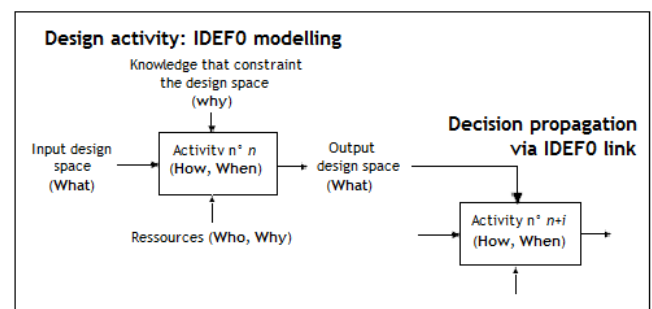 Design activity: IDEF0 modelling
Knowledge that constraint
the design space
(why)
Input design
space
(What)
Activity n° n
(How, When)
Output
design space
(What)
Decision propagation
via IDEF0 link
Ressources (Who, Why)
Activity n° n+i
(How, When)